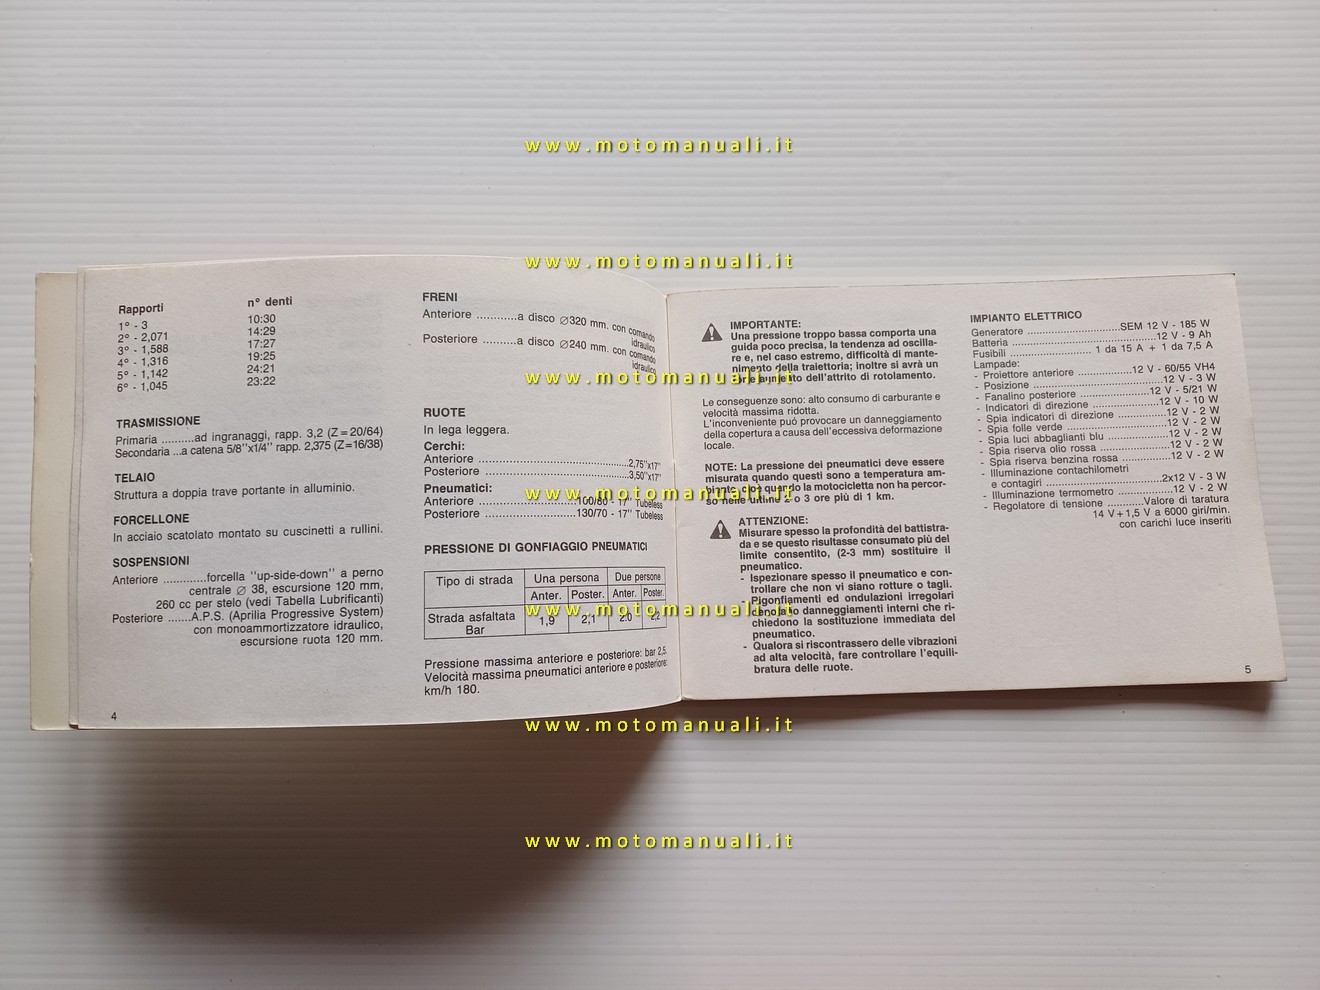 www.motomanuali.it
www.motomanuali.it
Rapporti n° denti
1° - 3 10:30
2° - 2,071 14:29
3° - 1,588 17:27
4° - 1,316 19:25
5° - 1,142 24:21
6° - 1,045 23:22
TRASMISSIONE
Primaria ..........ad ingranaggi, rapp. 3,2 (Z=20/64)
Secondaria ...a catena 5/8"x1/4" rapp. 2,375 (Z=16/38)
TELAIO
Struttura a doppia trave portante in alluminio.
FORCELLONE
In acciaio scatolato montato su cuscinetti a rullini.
SOSPENSIONI
Anteriore .............forcella "up-side-down" a perno
centrale ∅ 38, escursione 120 mm,
260 cc per stelo (vedi Tabella Lubrificanti)
Posteriore .......A.P.S. (Aprilia Progressive System)
con monoammortizzatore idraulico,
escursione ruota 120 mm.
4
FRENI
Anteriore ............a disco ∅320 mm. con comando
idraulico
Posteriore ..........a disco ∅240 mm. con comando
idraulico
www.motomanuali.it
RUOTE
In lega leggera.
Cerchi:
Anteriore ...............................................2,75"x17"
Posteriore ..............................................3,50"x17"
Pneumatici:
Anteriore ...............................100/80 - 17" Tubeless
Posteriore ............................130/70 - 17" Tubeless
www.motomanuali.it
PRESSIONE DI GONFIAGGIO PNEUMATICI
Tipo di strada Una persona Due persone
Anter. Poster. Anter. Poster.
Strada asfaltata
Bar 1,9 2,1 2.0 2,2
www.motomanuali.it
Pressione massima anteriore e posteriore: bar 2,5.
Velocità massima pneumatici anteriore e posteriore:
km/h 180.
IMPORTANTE:
Una pressione troppo bassa comporta una
guida poco precisa, la tendenza ad oscilla-
re e, nel caso estremo, difficoltà di mante-
nimento della traiettoria; inoltre si avrà un
forte aumento dell'attrito di rotolamento.
Le conseguenze sono: alto consumo di carburante e
velocità massima ridotta.
L'inconveniente può provocare un danneggiamento
della copertura a causa dell'eccessiva deformazione
locale.
NOTE: La pressione dei pneumatici deve essere
misurata quando questi sono a temperatura am-
biante, cioè quando la motocicletta non ha percor-
so nelle ultime 2 o 3 ore più di 1 km.
ATTENZIONE:
Misurare spesso la profondità del battistra-
da e se questo risultasse consumato più del
limite consentito, (2-3 mm) sostituire il
pneumatico.
- Ispezionare spesso il pneumatico e con-
trollare che non vi siano rotture o tagli.
- Rigonfiamenti ed ondulazioni irregolari
denotano danneggiamenti interni che ri-
chiedono la sostituzione immediata del
pneumatico.
- Qualora si riscontrassero delle vibrazioni
ad alta velocità, fare controllare l'equili-
bratura delle ruote.
IMPIANTO ELETTRICO
Generatore ..............................SEM 12 V - 185 W
Batteria ..............................................12 V - 9 Ah
Fusibili .......................... 1 da 15 A + 1 da 7,5 A
Lampade:
- Proiettore anteriore .................12 V - 60/55 VH4
- Posizione ...........................................12 V - 3 W
- Fanalino posteriore ........................12 V - 5/21 W
- Indicatori di direzione .......................12 V - 10 W
- Spia indicatori di direzione ................12 V - 2 W
- Spia folle verde ..................................12 V - 2 W
- Spia luci abbaglianti blu .....................12 V - 2 W
- Spia riserva olio rossa ........................12 V - 2 W
- Spia riserva benzina rossa .................12 V - 2 W
- Illuminazione contachilometri
e contagiri .......................................2x12 V - 3 W
- Illuminazione termometro ..................12 V - 2 W
- Regolatore di tensione ............Valore di taratura
14 V+1,5 V a 6000 giri/min.
con carichi luce inseriti
5
www.motomanuali.it
www.motomanuali.it